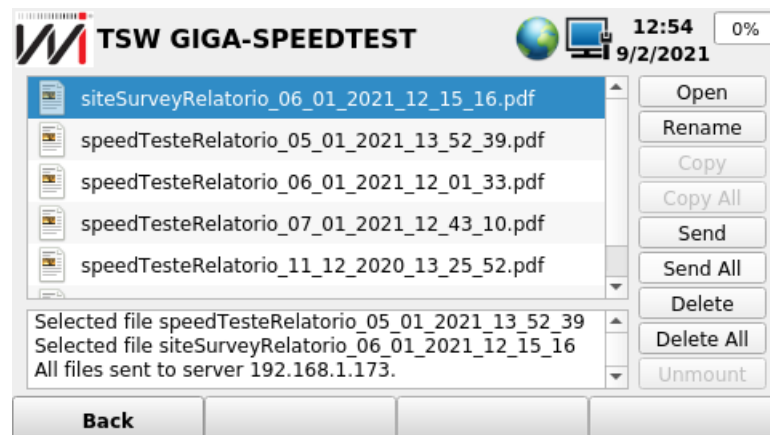 TSW GIGA-SPEEDTEST
12:54
9/2/2021
0%
siteSurveyRelatorio_06_01_2021_12_15_16.pdf
speedTesteRelatorio_05_01_2021_13_52_39.pdf
speedTesteRelatorio_06_01_2021_12_01_33.pdf
speedTesteRelatorio_07_01_2021_12_43_10.pdf
speedTesteRelatorio_11_12_2020_13_25_52.pdf
Open
Rename
Copy
Copy All
Send
Send All
Delete
Delete All
Unmount
Selected file speedTesteRelatorio_05_01_2021_13_52_39
Selected file siteSurveyRelatorio_06_01_2021_12_15_16
All files sent to server 192.168.1.173.
Back